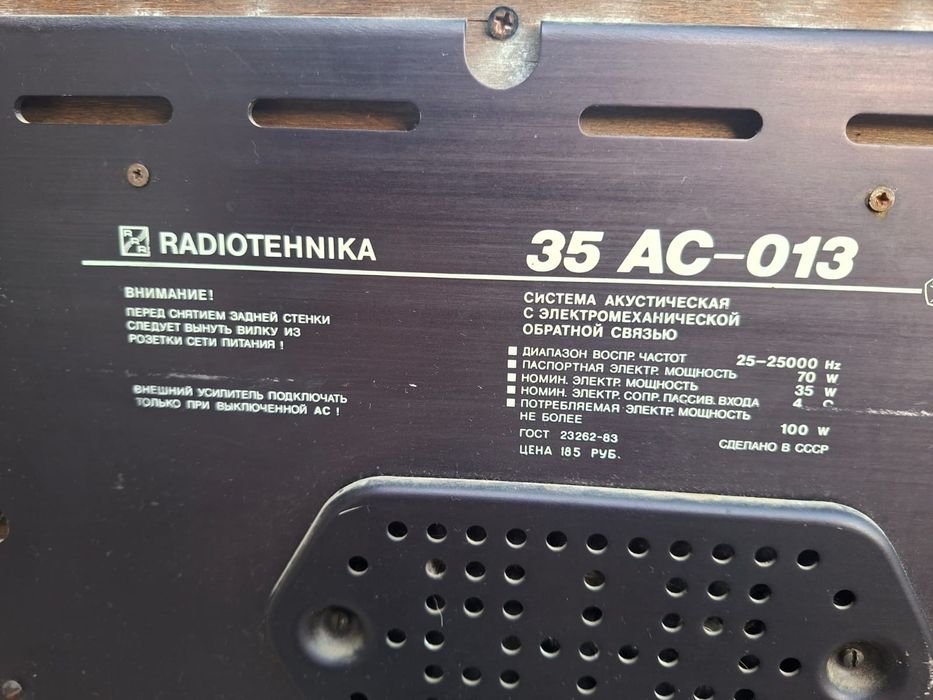 RRR RADIOTEHNIKA
35 АС-013
ВНИМАНИЕ!
ПЕРЕД СНЯТИЕМ ЗАДНЕЙ СТЕНКИ
СЛЕДУЕТ ВЫНУТЬ ВИЛКУ ИЗ
РОЗЕТКИ СЕТИ ПИТАНИЯ !
ВНЕШНИЙ УСИЛИТЕЛЬ ПОДКЛЮЧАТЬ
ТОЛЬКО ПРИ ВЫКЛЮЧЕННОЙ АС !
СИСТЕМА АКУСТИЧЕСКАЯ
С ЭЛЕКТРОМЕХАНИЧЕСКОЙ
ОБРАТНОЙ СВЯЗЬЮ
ДИАПАЗОН ВОСПР. ЧАСТОТ 25-25000 Hz
ПАСПОРТНАЯ ЭЛЕКТР. МОЩНОСТЬ 70 W
НОМИН. ЭЛЕКТР. МОЩНОСТЬ 35 W
НОМИН. ЭЛЕКТР. СОПР. ПАССИВ. ВХОДА 4
ПОТРЕБЛЯЕМАЯ ЭЛЕКТР. МОЩНОСТЬ
НЕ БОЛЕЕ 100 W
ГОСТ 23262-83 СДЕЛАНО В СССР
ЦЕНА 185 РУБ.